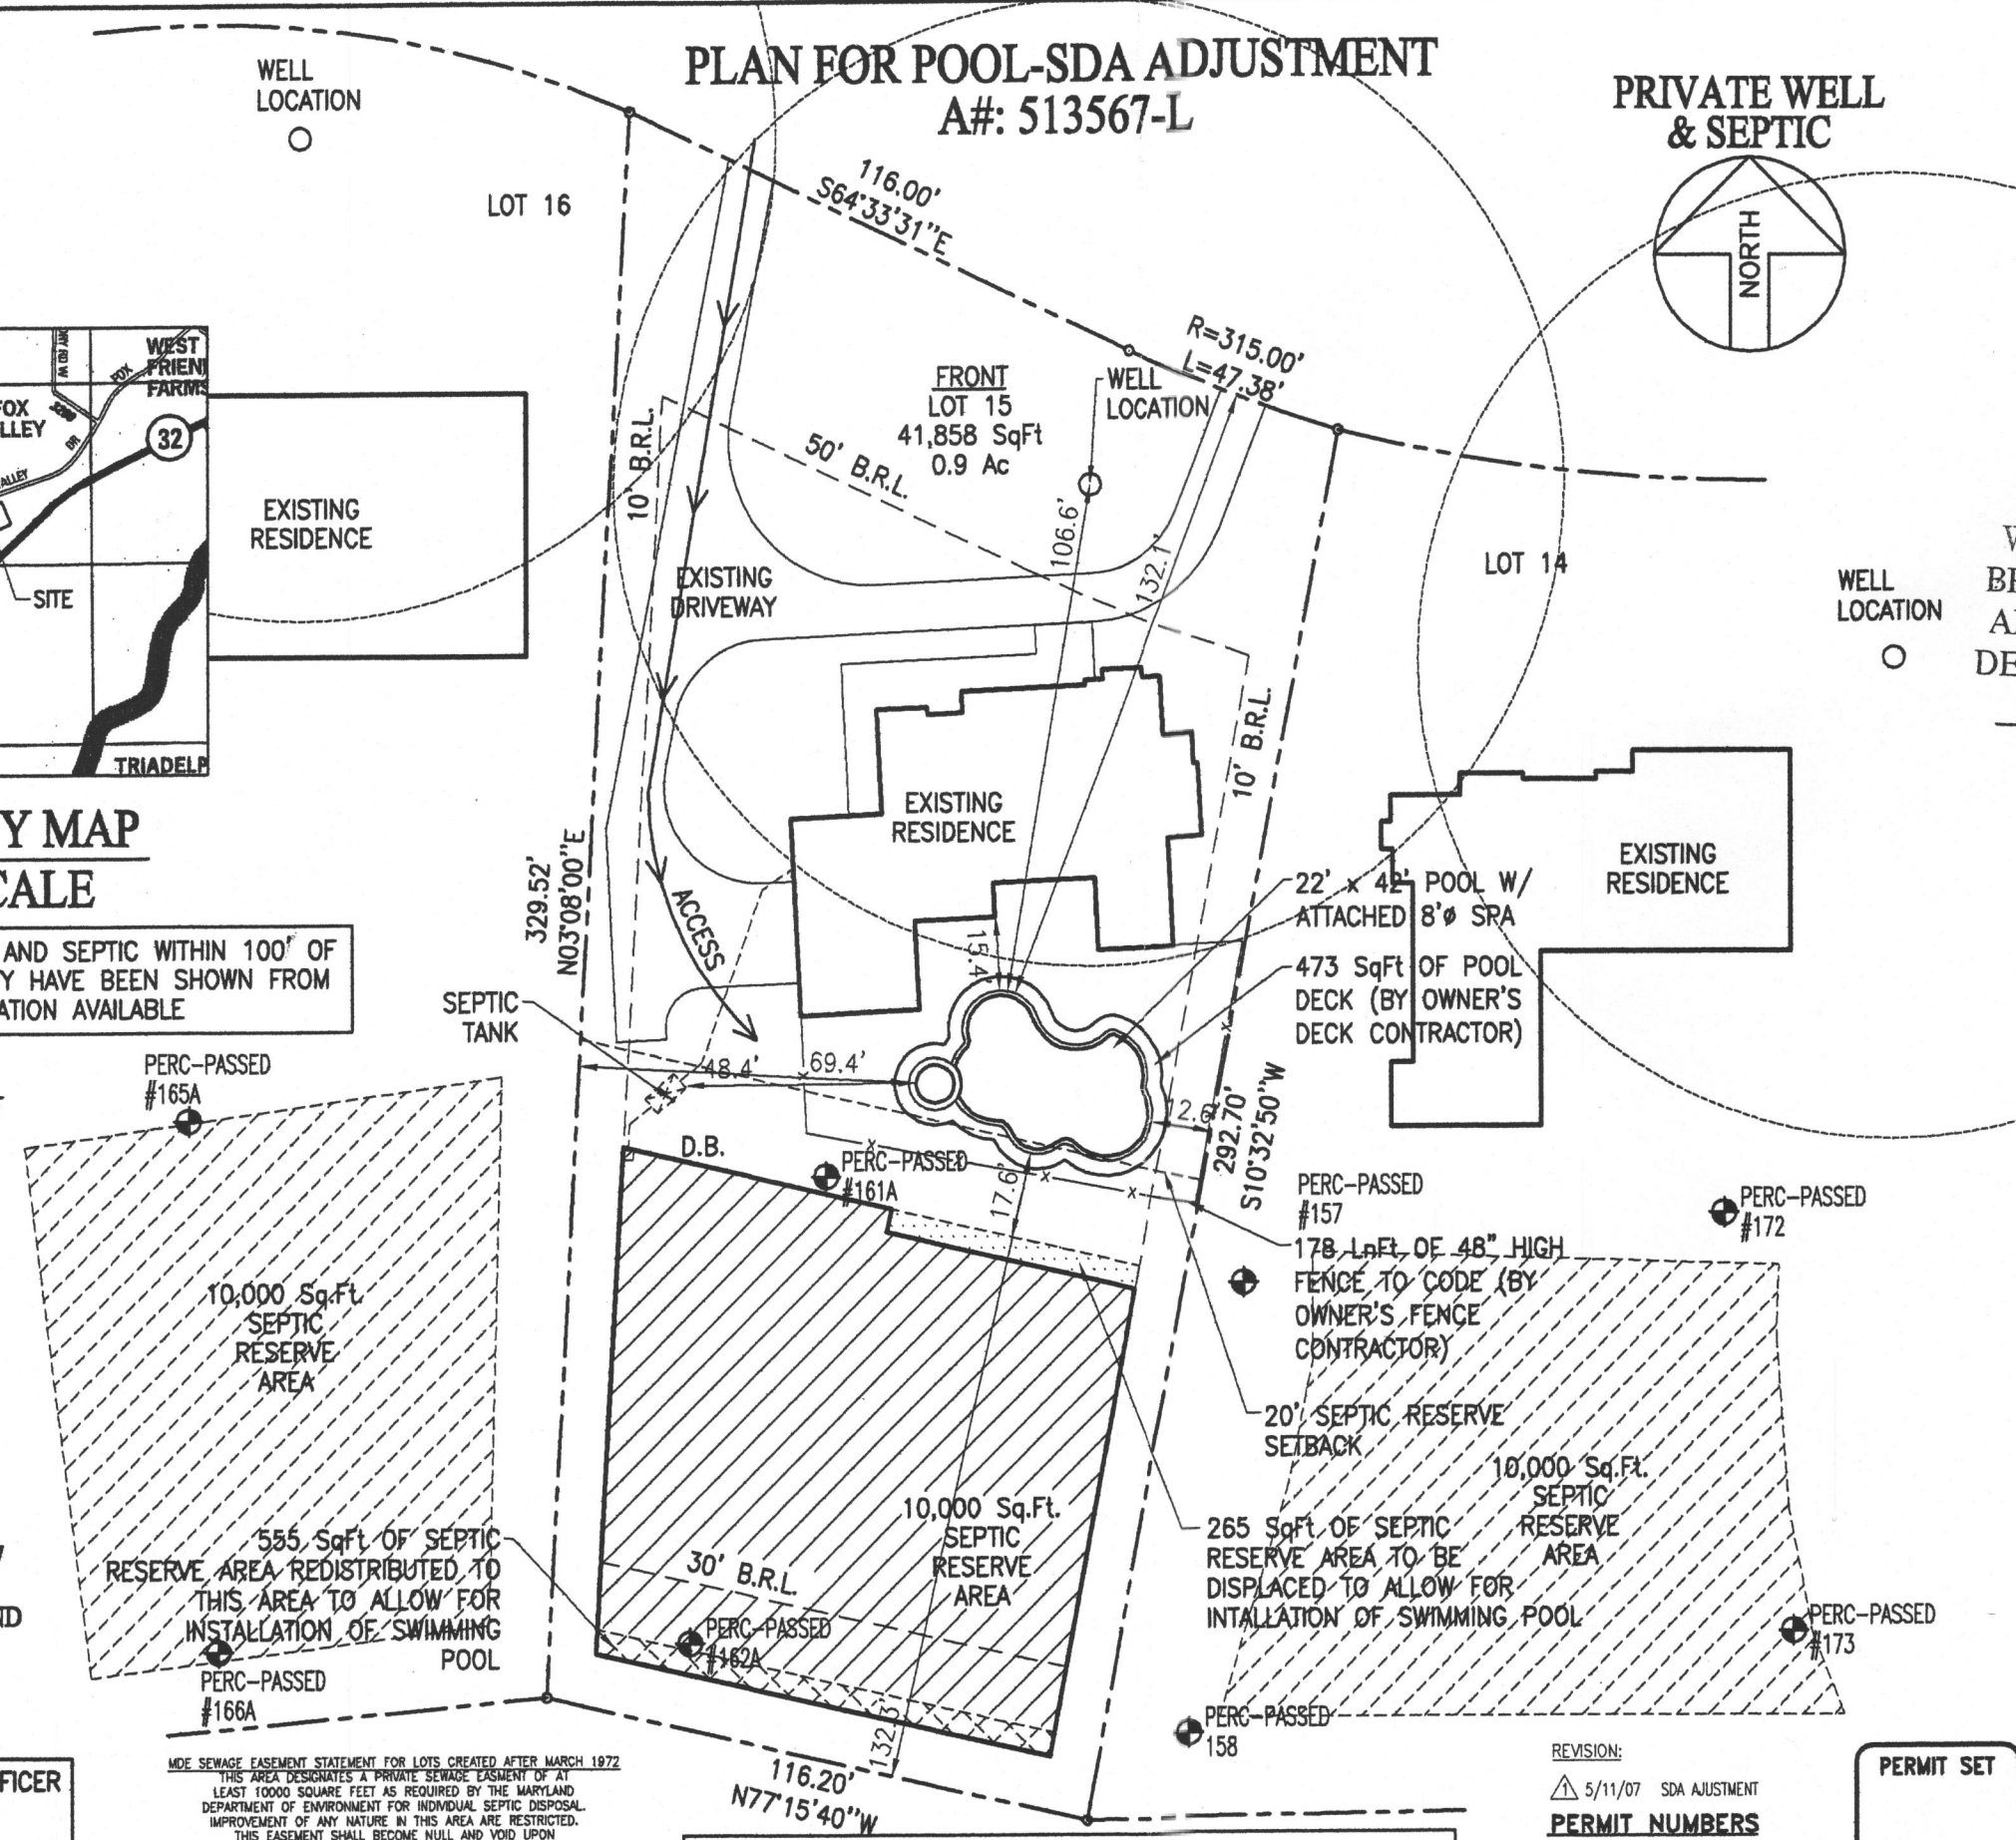 PLAN FOR POOL-SDA ADJUSTMENT
A#: 513567-L
PRIVATE WELL
& SEPTIC
NORTH
WELL
LOCATION
LOT 16
116.00'
S64°33'31"E
R=315.00'
L=47.38'
FRONT
LOT 15
41,858 SqFt
0.9 Ac
WELL
LOCATION
10' B.R.L.
50' B.R.L.
106.6'
132.1'
LOT 14
WELL
LOCATION
BE
DE
WEST
FRIEN
FARMS
FOX
FOX
LLEY
DR
ALLEY
32
SITE
TRIADELP
Y MAP
CALE
EXISTING
RESIDENCE
EXISTING
DRIVEWAY
10' B.R.L.
EXISTING
RESIDENCE
EXISTING
RESIDENCE
329.52'
N03°08'00"E
ACCESS
15.4'
22' x 42' POOL W/
ATTACHED 8'ø SPA
473 SqFt OF POOL
DECK (BY OWNER'S
DECK CONTRACTOR)
AND SEPTIC WITHIN 100' OF
Y HAVE BEEN SHOWN FROM
ATION AVAILABLE
SEPTIC
TANK
48.4'
69.4'
12.6'
292.70'
S10°32'50"W
PERC-PASSED
#165A
D.B.
PERC-PASSED
#161A
17.6'
PERC-PASSED
#157
PERC-PASSED
#172
178 LnFt OF 48" HIGH
FENCE TO CODE (BY
OWNER'S FENCE
CONTRACTOR)
10,000 Sq.Ft.
SEPTIC
RESERVE
AREA
20' SEPTIC RESERVE
SETBACK
10,000 Sq.Ft.
SEPTIC
RESERVE
AREA
10,000 Sq.Ft.
SEPTIC
RESERVE
AREA
555 SqFt OF SEPTIC
RESERVE AREA REDISTRIBUTED TO
THIS AREA TO ALLOW FOR
INSTALLATION OF SWIMMING
POOL
265 SqFt OF SEPTIC
RESERVE AREA TO BE
DISPLACED TO ALLOW FOR
INTALLATION OF SWIMMING POOL
30' B.R.L.
PERC-PASSED
#162A
PERC-PASSED
#173
PERC-PASSED
#166A
PERC-PASSED
158
132.3'
116.20'
N77°15'40"W
ND
FICER
MDE SEWAGE EASEMENT STATEMENT FOR LOTS CREATED AFTER MARCH 1972
THIS AREA DESIGNATES A PRIVATE SEWAGE EASMENT OF AT
LEAST 10000 SQUARE FEET AS REQUIRED BY THE MARYLAND
DEPARTMENT OF ENVIRONMENT FOR INDIVIDUAL SEPTIC DISPOSAL.
IMPROVEMENT OF ANY NATURE IN THIS AREA ARE RESTRICTED.
THIS EASEMENT SHALL BECOME NULL AND VOID UPON
REVISION:
1 5/11/07 SDA AJUSTMENT
PERMIT NUMBERS
PERMIT SET